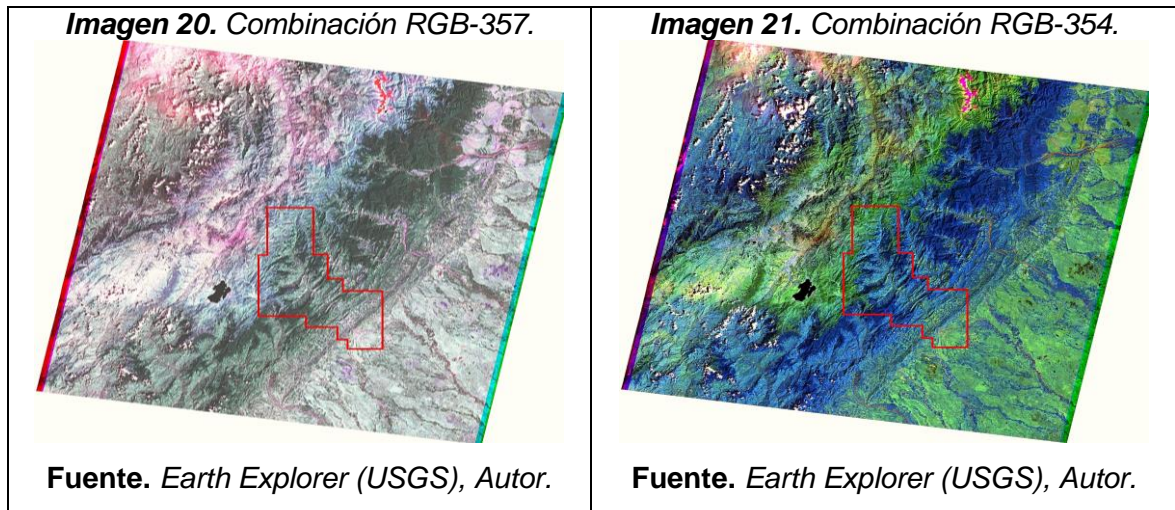 Imagen 20. Combinación RGB-357.
Fuente. Earth Explorer (USGS), Autor.
Imagen 21. Combinación RGB-354.
Fuente. Earth Explorer (USGS), Autor.